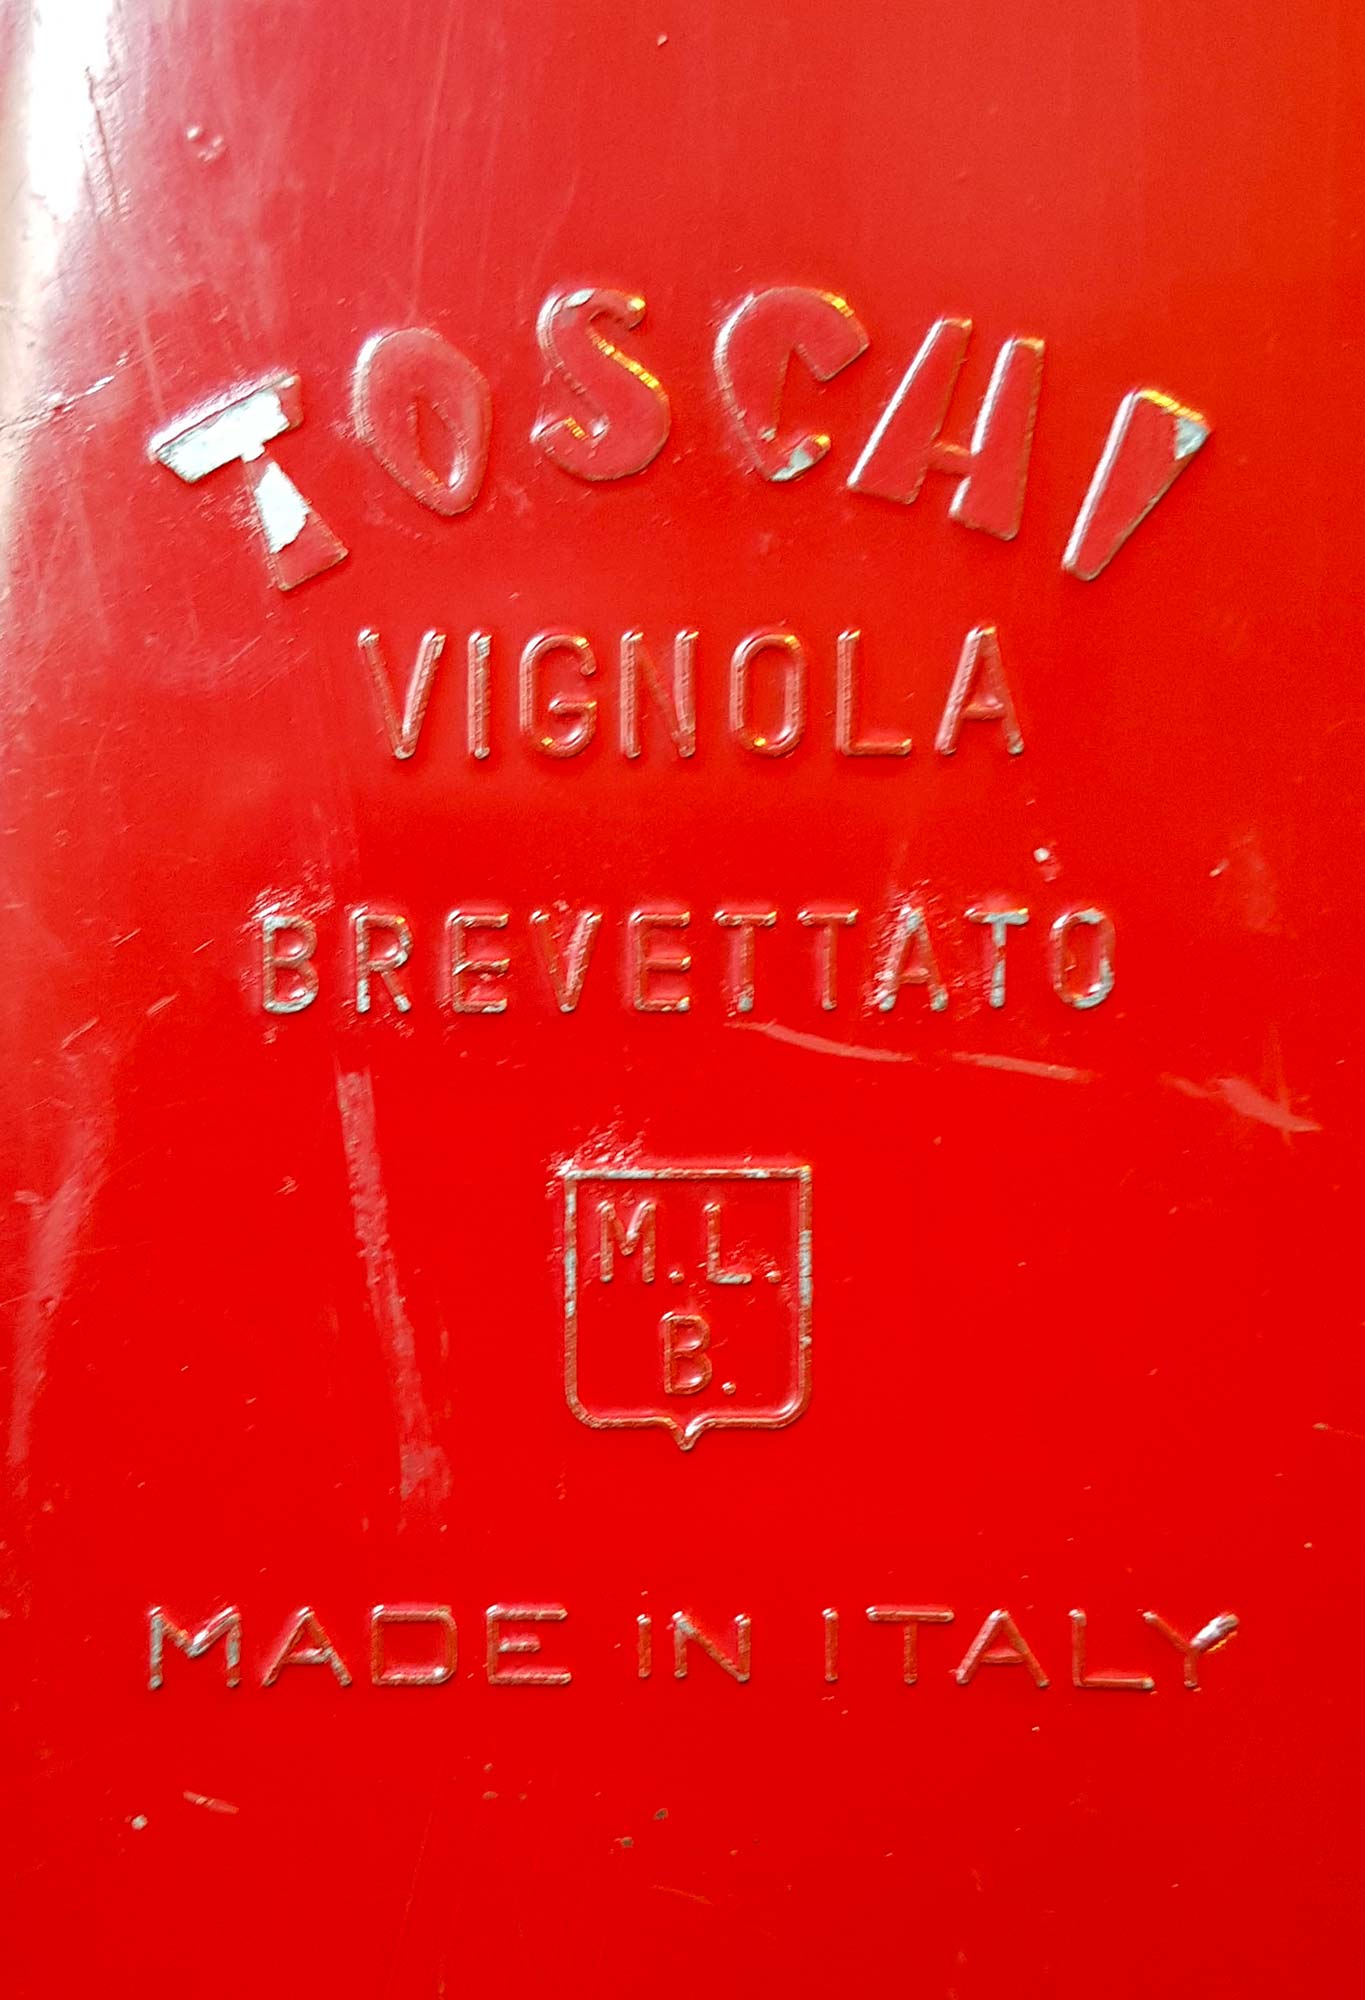 TOSCHI
VIGNOLA
BREVETTATO
M.L.
B.
MADE IN ITALY